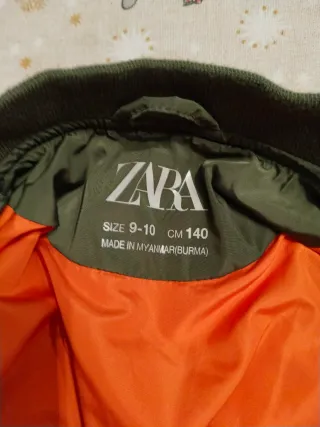 ZARA
SIZE 9-10 CM 140
MADE IN MYANMAR(BURMA)